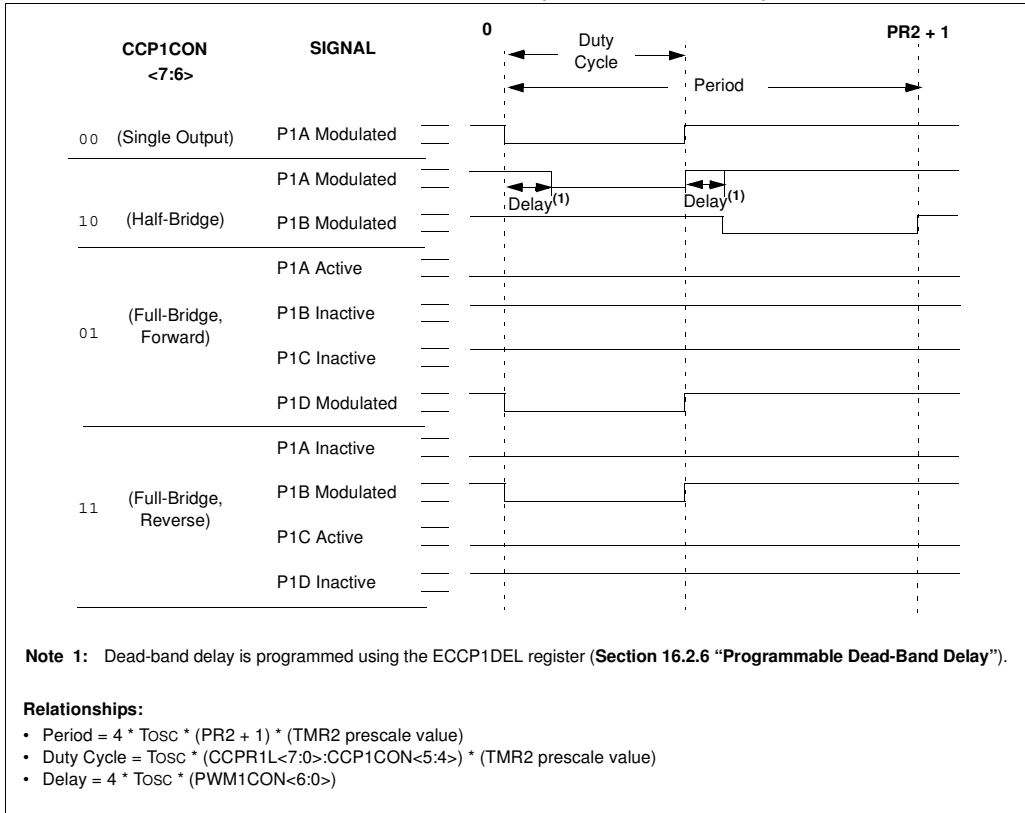 0
PR2 + 1
CCP1CON
<7:6>
SIGNAL
Duty
Cycle
Period
00 (Single Output) P1A Modulated
P1A Modulated
Delay(1) Delay(1)
10 (Half-Bridge) P1B Modulated
P1A Active
(Full-Bridge,
Forward)
01
P1B Inactive
P1C Inactive
P1D Modulated
P1A Inactive
(Full-Bridge,
Reverse)
11
P1B Modulated
P1C Active
P1D Inactive
Note 1: Dead-band delay is programmed using the ECCP1DEL register (Section 16.2.6 “Programmable Dead-Band Delay”).
Relationships:
• Period = 4 * TOSC * (PR2 + 1) * (TMR2 prescale value)
• Duty Cycle = TOSC * (CCPR1L<7:0>:CCP1CON<5:4>) * (TMR2 prescale value)
• Delay = 4 * TOSC * (PWM1CON<6:0>)